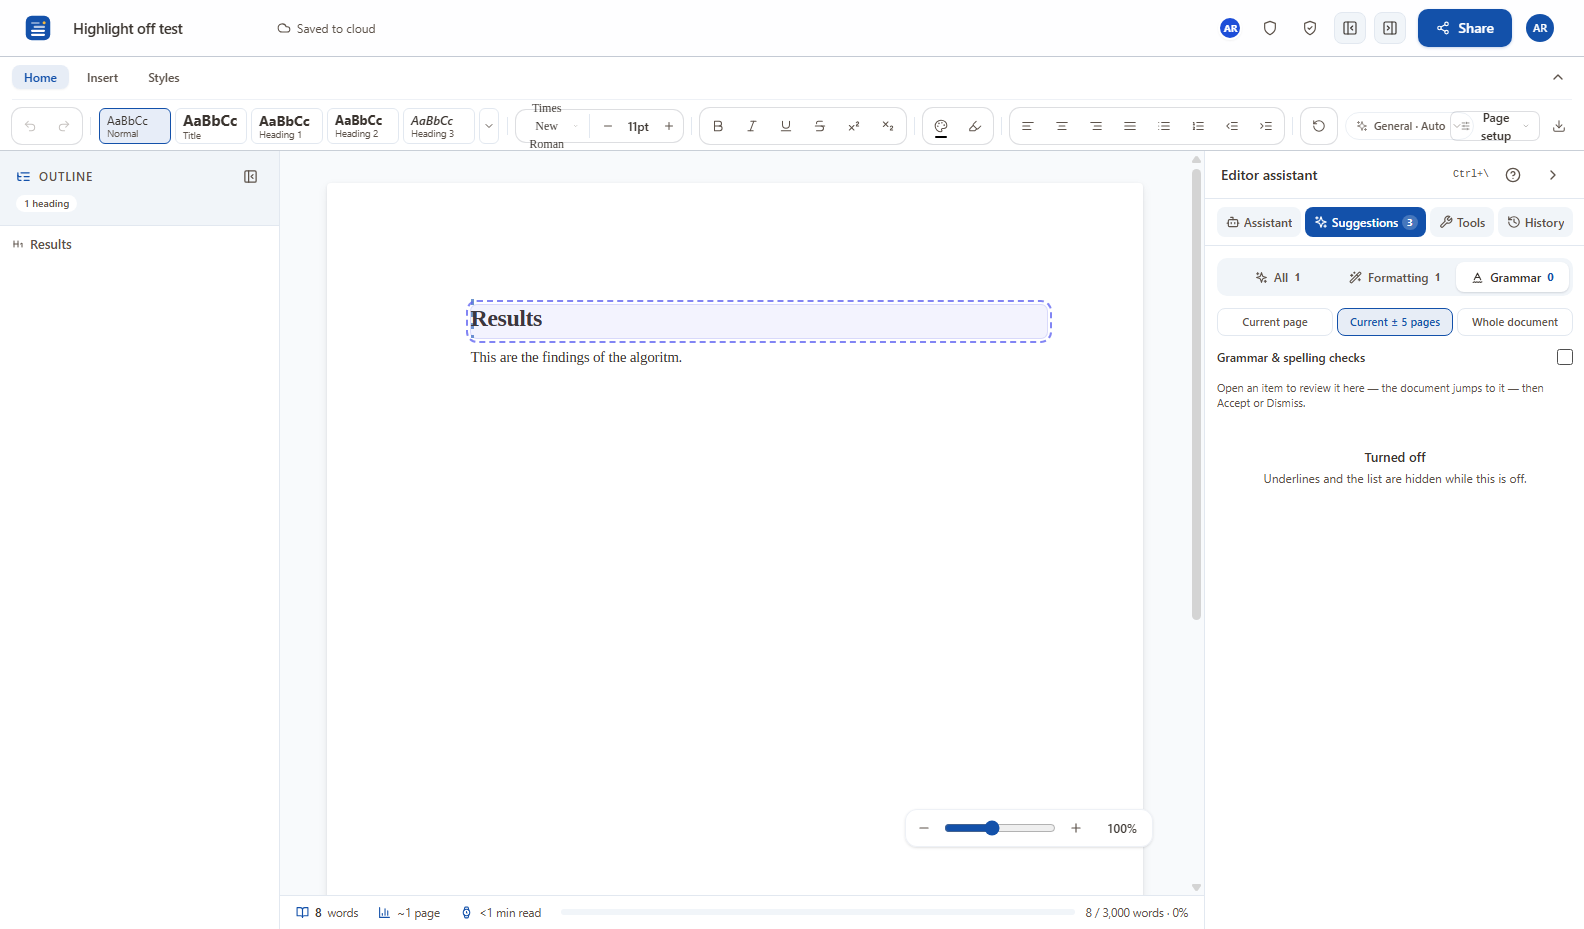 Highlight off test
Saved to cloud
AR
Share
AR
Home
Insert
Styles
AaBbCc
Normal
AaBbCc
Title
AaBbCc
Heading 1
AaBbCc
Heading 2
AaBbCc
Heading 3
Times
New
Roman
11pt
B
I
U
S
x²
x₂
General · Auto
Page
setup
OUTLINE
1 heading
H1 Results
Results
This are the findings of the algoritm.
100%
8 words
~1 page
<1 min read
8 / 3,000 words · 0%
Editor assistant
Ctrl+\
Assistant
Suggestions 3
Tools
History
All 1
Formatting 1
Grammar 0
Current page
Current ± 5 pages
Whole document
Grammar & spelling checks
Open an item to review it here — the document jumps to it — then
Accept or Dismiss.
Turned off
Underlines and the list are hidden while this is off.